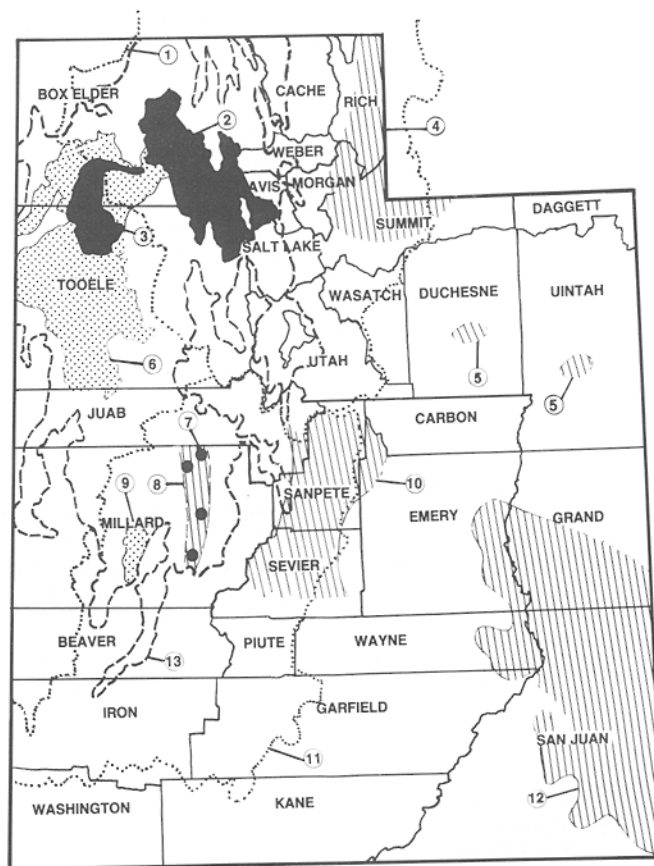 1
CACHE
BOX ELDER
RICH
2
4
WEBER
AVIS
MORGAN
DAGGETT
SUMMIT
3
SALT LAKE
TOOELE
WASATCH
DUCHESNE
UINTAH
6
UTAH
5
5
JUAB
CARBON
7
9
8
10
SANPETE
MILLARD
EMERY
GRAND
SEVIER
BEAVER
PIUTE
WAYNE
13
IRON
GARFIELD
SAN JUAN
11
12
WASHINGTON
KANE